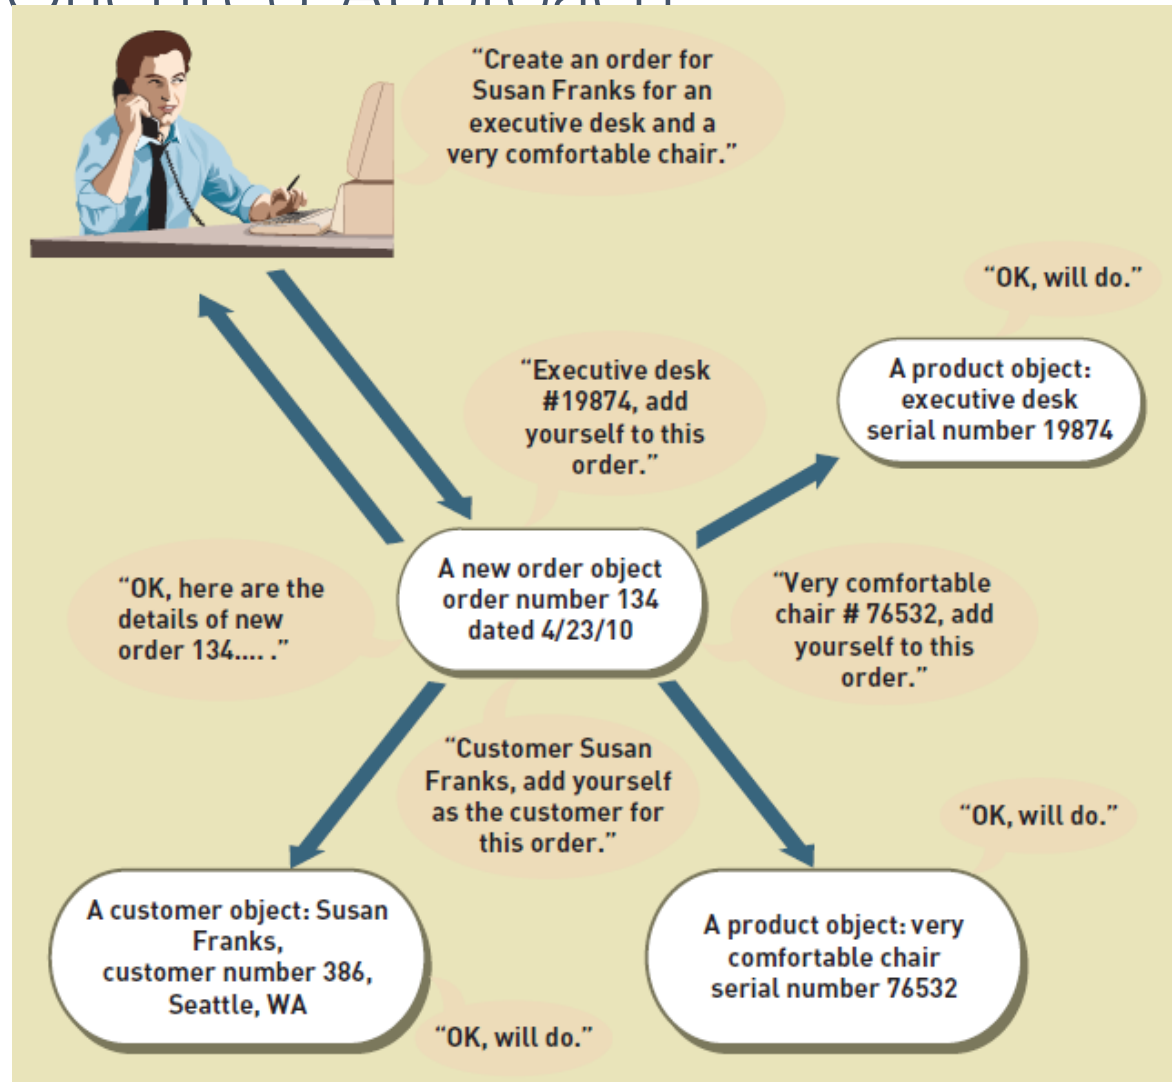 “Create an order for
Susan Franks for an
executive desk and a
very comfortable chair.”
“OK, will do.”
“Executive desk
#19874, add
yourself to this
order.”
A product object:
executive desk
serial number 19874
“OK, here are the
details of new
order 134.... .”
A new order object
order number 134
dated 4/23/10
“Very comfortable
chair # 76532, add
yourself to this
order.”
“Customer Susan
Franks, add yourself
as the customer for
this order.”
“OK, will do.”
A customer object: Susan
Franks,
customer number 386,
Seattle, WA
A product object: very
comfortable chair
serial number 76532
“OK, will do.”